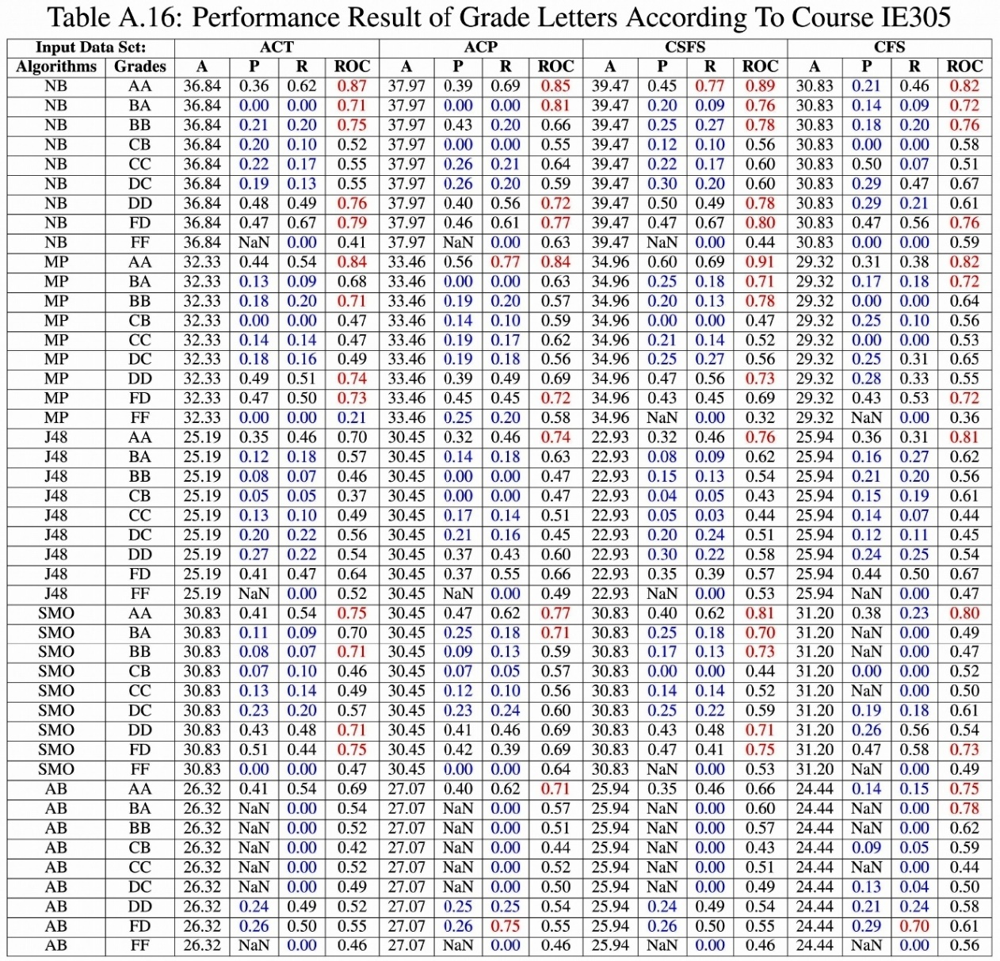 Table A.16: Performance Result of Grade Letters According To Course IE305
Input Data Set: ACT ACP CSFS CFS
Algorithms Grades A P R ROC A P R ROC A P R ROC A P R ROC
NB AA 36.84 0.36 0.62 0.87 37.97 0.39 0.69 0.85 39.47 0.45 0.77 0.89 30.83 0.21 0.46 0.82
NB BA 36.84 0.00 0.00 0.71 37.97 0.00 0.00 0.81 39.47 0.20 0.09 0.76 30.83 0.14 0.09 0.72
NB BB 36.84 0.21 0.20 0.75 37.97 0.43 0.20 0.66 39.47 0.25 0.27 0.78 30.83 0.18 0.20 0.76
NB CB 36.84 0.20 0.10 0.52 37.97 0.00 0.00 0.55 39.47 0.12 0.10 0.56 30.83 0.00 0.00 0.58
NB CC 36.84 0.22 0.17 0.55 37.97 0.26 0.21 0.64 39.47 0.22 0.17 0.60 30.83 0.50 0.07 0.51
NB DC 36.84 0.19 0.13 0.55 37.97 0.26 0.20 0.59 39.47 0.30 0.20 0.60 30.83 0.29 0.47 0.67
NB DD 36.84 0.48 0.49 0.76 37.97 0.40 0.56 0.72 39.47 0.50 0.49 0.78 30.83 0.29 0.21 0.61
NB FD 36.84 0.47 0.67 0.79 37.97 0.46 0.61 0.77 39.47 0.47 0.67 0.80 30.83 0.47 0.56 0.76
NB FF 36.84 NaN 0.00 0.41 37.97 NaN 0.00 0.63 39.47 NaN 0.00 0.44 30.83 0.00 0.00 0.59
MP AA 32.33 0.44 0.54 0.84 33.46 0.56 0.77 0.84 34.96 0.60 0.69 0.91 29.32 0.31 0.38 0.82
MP BA 32.33 0.13 0.09 0.68 33.46 0.00 0.00 0.63 34.96 0.25 0.18 0.71 29.32 0.17 0.18 0.72
MP BB 32.33 0.18 0.20 0.71 33.46 0.19 0.20 0.57 34.96 0.20 0.13 0.78 29.32 0.00 0.00 0.64
MP CB 32.33 0.00 0.00 0.47 33.46 0.14 0.10 0.59 34.96 0.00 0.00 0.47 29.32 0.25 0.10 0.56
MP CC 32.33 0.14 0.14 0.47 33.46 0.19 0.17 0.62 34.96 0.21 0.14 0.52 29.32 0.00 0.00 0.53
MP DC 32.33 0.18 0.16 0.49 33.46 0.19 0.18 0.56 34.96 0.25 0.27 0.56 29.32 0.25 0.31 0.65
MP DD 32.33 0.49 0.51 0.74 33.46 0.39 0.49 0.69 34.96 0.47 0.56 0.73 29.32 0.28 0.33 0.55
MP FD 32.33 0.47 0.50 0.73 33.46 0.45 0.45 0.72 34.96 0.43 0.45 0.69 29.32 0.43 0.53 0.72
MP FF 32.33 0.00 0.00 0.21 33.46 0.25 0.20 0.58 34.96 NaN 0.00 0.32 29.32 NaN 0.00 0.36
J48 AA 25.19 0.35 0.46 0.70 30.45 0.32 0.46 0.74 22.93 0.32 0.46 0.76 25.94 0.36 0.31 0.81
J48 BA 25.19 0.12 0.18 0.57 30.45 0.14 0.18 0.63 22.93 0.08 0.09 0.62 25.94 0.16 0.27 0.62
J48 BB 25.19 0.08 0.07 0.46 30.45 0.00 0.00 0.47 22.93 0.15 0.13 0.54 25.94 0.21 0.20 0.56
J48 CB 25.19 0.05 0.05 0.37 30.45 0.00 0.00 0.47 22.93 0.04 0.05 0.43 25.94 0.15 0.19 0.61
J48 CC 25.19 0.13 0.10 0.49 30.45 0.17 0.14 0.51 22.93 0.05 0.03 0.44 25.94 0.14 0.07 0.44
J48 DC 25.19 0.20 0.22 0.56 30.45 0.21 0.16 0.45 22.93 0.20 0.24 0.51 25.94 0.12 0.11 0.45
J48 DD 25.19 0.27 0.22 0.54 30.45 0.37 0.43 0.60 22.93 0.30 0.22 0.58 25.94 0.24 0.25 0.54
J48 FD 25.19 0.41 0.47 0.64 30.45 0.37 0.55 0.66 22.93 0.35 0.39 0.57 25.94 0.44 0.50 0.67
J48 FF 25.19 NaN 0.00 0.52 30.45 NaN 0.00 0.49 22.93 NaN 0.00 0.53 25.94 NaN 0.00 0.47
SMO AA 30.83 0.41 0.54 0.75 30.45 0.47 0.62 0.77 30.83 0.40 0.62 0.81 31.20 0.38 0.23 0.80
SMO BA 30.83 0.11 0.09 0.70 30.45 0.25 0.18 0.71 30.83 0.25 0.18 0.70 31.20 NaN 0.00 0.49
SMO BB 30.83 0.08 0.07 0.71 30.45 0.09 0.13 0.59 30.83 0.17 0.13 0.73 31.20 NaN 0.00 0.47
SMO CB 30.83 0.07 0.10 0.46 30.45 0.07 0.05 0.57 30.83 0.00 0.00 0.44 31.20 0.00 0.00 0.52
SMO CC 30.83 0.13 0.14 0.49 30.45 0.12 0.10 0.56 30.83 0.14 0.14 0.52 31.20 NaN 0.00 0.50
SMO DC 30.83 0.23 0.20 0.57 30.45 0.23 0.24 0.60 30.83 0.25 0.22 0.59 31.20 0.19 0.18 0.61
SMO DD 30.83 0.43 0.48 0.71 30.45 0.41 0.46 0.69 30.83 0.43 0.48 0.71 31.20 0.26 0.56 0.54
SMO FD 30.83 0.51 0.44 0.75 30.45 0.42 0.39 0.69 30.83 0.47 0.41 0.75 31.20 0.47 0.58 0.73
SMO FF 30.83 0.00 0.00 0.47 30.45 0.00 0.00 0.64 30.83 NaN 0.00 0.53 31.20 NaN 0.00 0.49
AB AA 26.32 0.41 0.54 0.69 27.07 0.40 0.62 0.71 25.94 0.35 0.46 0.66 24.44 0.14 0.15 0.75
AB BA 26.32 NaN 0.00 0.54 27.07 NaN 0.00 0.57 25.94 NaN 0.00 0.60 24.44 NaN 0.00 0.78
AB BB 26.32 NaN 0.00 0.52 27.07 NaN 0.00 0.51 25.94 NaN 0.00 0.57 24.44 NaN 0.00 0.62
AB CB 26.32 NaN 0.00 0.42 27.07 NaN 0.00 0.44 25.94 NaN 0.00 0.43 24.44 0.09 0.05 0.59
AB CC 26.32 NaN 0.00 0.52 27.07 NaN 0.00 0.52 25.94 NaN 0.00 0.51 24.44 NaN 0.00 0.44
AB DC 26.32 NaN 0.00 0.49 27.07 NaN 0.00 0.50 25.94 NaN 0.00 0.49 24.44 0.13 0.04 0.50
AB DD 26.32 0.24 0.49 0.52 27.07 0.25 0.25 0.54 25.94 0.24 0.49 0.54 24.44 0.21 0.24 0.58
AB FD 26.32 0.26 0.50 0.55 27.07 0.26 0.75 0.55 25.94 0.26 0.50 0.55 24.44 0.29 0.70 0.61
AB FF 26.32 NaN 0.00 0.46 27.07 NaN 0.00 0.46 25.94 NaN 0.00 0.46 24.44 NaN 0.00 0.56